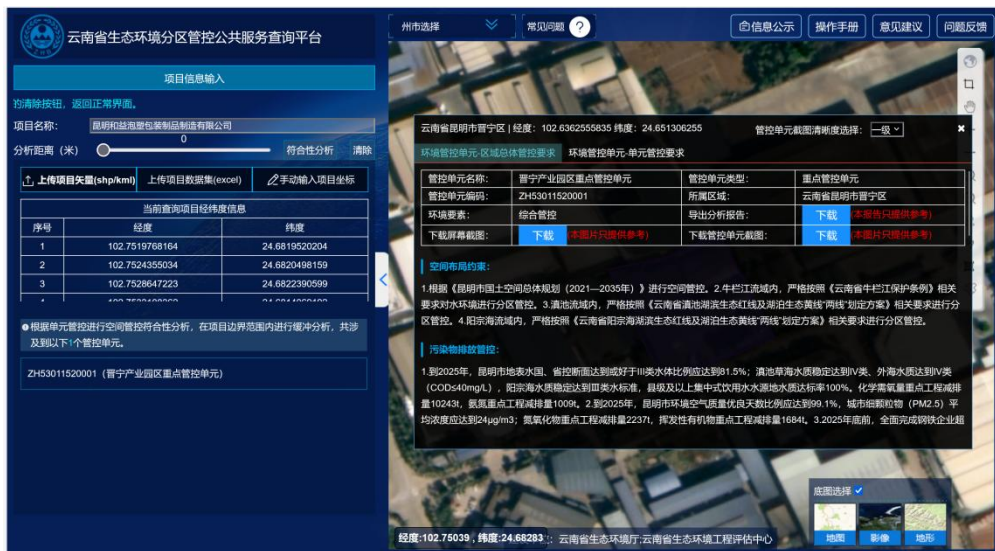 云南省生态环境分区管控公共服务查询平台
项目信息输入
的清除按钮，返回正常界面。
项目名称： 昆明和益泡塑包装制品制造有限公司
分析距离（米） 0 符合性分析 清除
上传项目矢量(shp/kml) 上传项目数据集(excel) 手动输入项目坐标
当前查询项目经纬度信息
序号 经度 纬度
1 102.7519768164 24.6819520204
2 102.7524355034 24.6820498159
3 102.7528647223 24.6822390599
根据单元管控进行空间管控符合性分析，在项目边界范围内进行缓冲分析，共涉
及到以下1个管控单元。
ZH53011520001（晋宁产业园区重点管控单元）
州市选择 常见问题 ? 信息公示 操作手册 意见建议 问题反馈
云南省昆明市晋宁区 | 经度：102.6362555835 纬度：24.651306255 管控单元截图清晰度选择： 一级
环境管控单元-区域总体管控要求 环境管控单元-单元管控要求
管控单元名称： 晋宁产业园区重点管控单元 管控单元类型： 重点管控单元
管控单元编码： ZH53011520001 所属区域： 云南省昆明市晋宁区
环境要素： 综合管控 导出分析报告： 下载 (本报告只提供参考)
下载屏幕截图： 下载 (本图片只提供参考) 下载管控单元截图： 下载 (本图片只提供参考)
空间布局约束：
1.根据《昆明市国土空间总体规划（2021—2035年）》进行空间管控。2.牛栏江流域内，严格按照《云南省牛栏江保护条例》相关
要求对水环境进行分区管控。3.滇池流域内，严格按照《云南省滇池湖滨生态红线及湖泊生态黄线“两线”划定方案》相关要求进行分
区管控。4.阳宗海流域内，严格按照《云南省阳宗海湖滨生态红线及湖泊生态黄线“两线”划定方案》相关要求进行分区管控。
污染物排放管控：
1.到2025年，昆明市地表水国、省控断面达到或好于III类水体比例应达到81.5%；滇池草海水质稳定达到IV类、外海水质达到IV类
（COD≤40mg/L），阳宗海水质稳定达到III类水标准，县级及以上集中式饮用水水源地水质达标率100%。化学需氧量重点工程减排
量10243t，氨氮重点工程减排量1009t。2.到2025年，昆明市环境空气质量优良天数比例应达到99.1%，城市细颗粒物（PM2.5）平
均浓度应达到24μg/m3；氮氧化物重点工程减排量2237t，挥发性有机物重点工程减排量1684t。3.2025年底前，全面完成钢铁企业超
底图选择
地图 影像 地形
经度:102.75039 , 纬度:24.68283 ：云南省生态环境厅;云南省生态环境工程评估中心